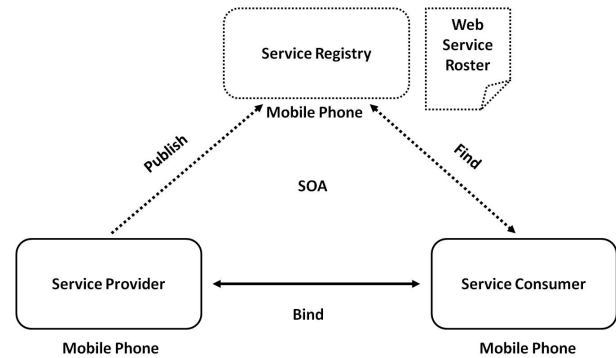 Service Registry
Web
Service
Roster
Mobile Phone
Publish
Find
SOA
Service Provider
Service Consumer
Bind
Mobile Phone
Mobile Phone